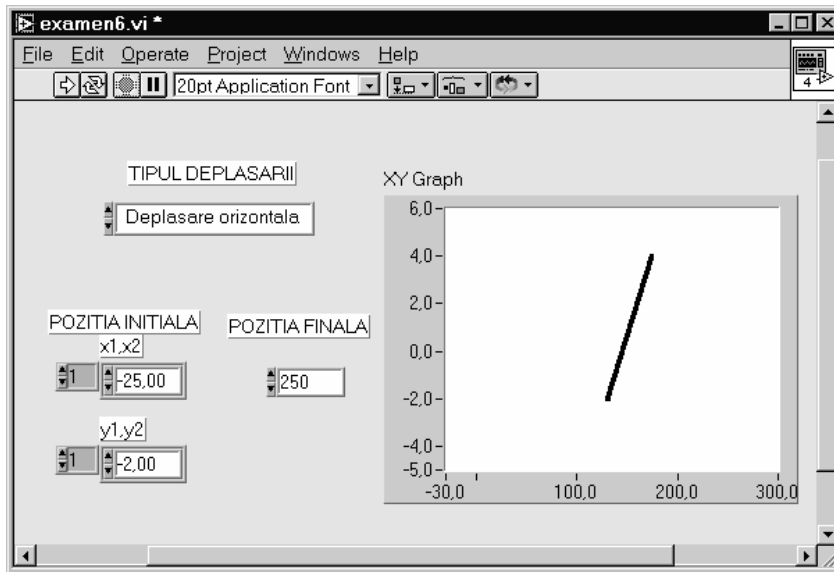 examen6.vi *
File Edit Operate Project Windows Help
20pt Application Font
4
TIPUL DEPLASARII
Deplasare orizontala
POZITIA INITIALA
x1,x2
1 -25,00
y1,y2
1 -2,00
POZITIA FINALA
250
XY Graph
6,0
4,0
2,0
0,0
-2,0
-4,0
-5,0
-30,0 100,0 200,0 300,0